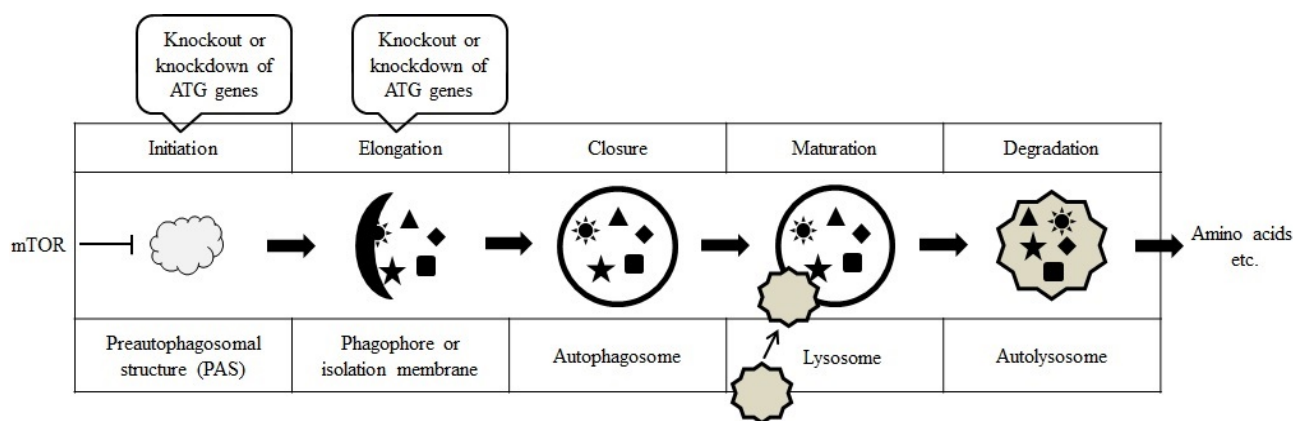 Knockout or
knockdown of
ATG genes
Knockout or
knockdown of
ATG genes
Initiation
Elongation
Closure
Maturation
Degradation
mTOR
Amino acids
etc.
Preautophagosomal
structure (PAS)
Phagophore or
isolation membrane
Autophagosome
Lysosome
Autolysosome